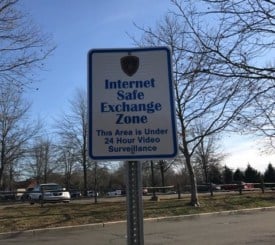 Internet
Safe
Exchange
Zone
This Area is Under
24 Hour Video
Surveillance